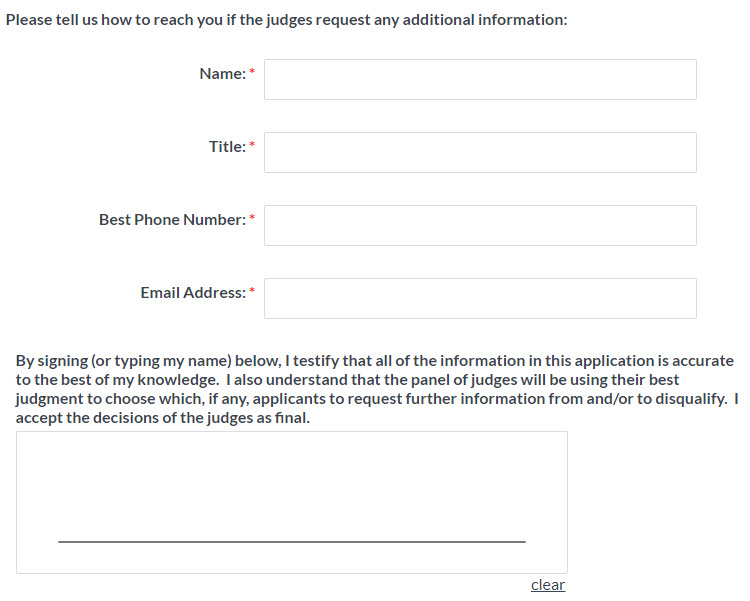 Please tell us how to reach you if the judges request any additional information:
Name: *
Title: *
Best Phone Number: *
Email Address: *
By signing (or typing my name) below, I testify that all of the information in this application is accurate
to the best of my knowledge.  I also understand that the panel of judges will be using their best
judgment to choose which, if any, applicants to request further information from and/or to disqualify.  I
accept the decisions of the judges as final.
clear